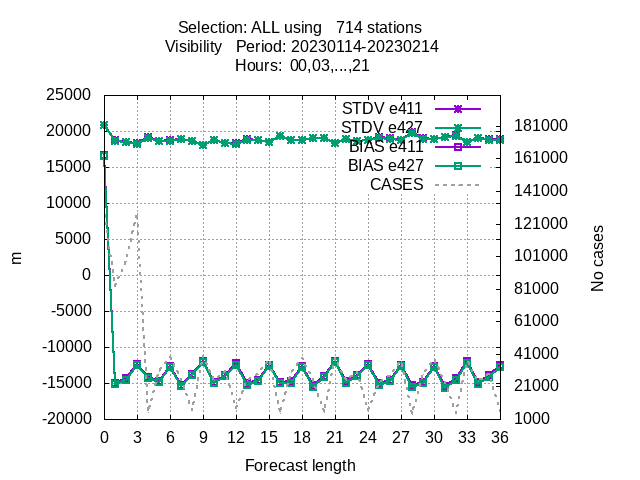 Selection: ALL using 714 stations
Visibility Period: 20230114-20230214
Hours: 00,03,...,21
25000
20000
15000
10000
5000
0
-5000
-10000
-15000
-20000
m
STDV e411
STDV e427
BIAS e411
BIAS e427
CASES
181000
161000
141000
121000
101000
81000
61000
41000
21000
1000
No cases
0 3 6 9 12 15 18 21 24 27 30 33 36
Forecast length